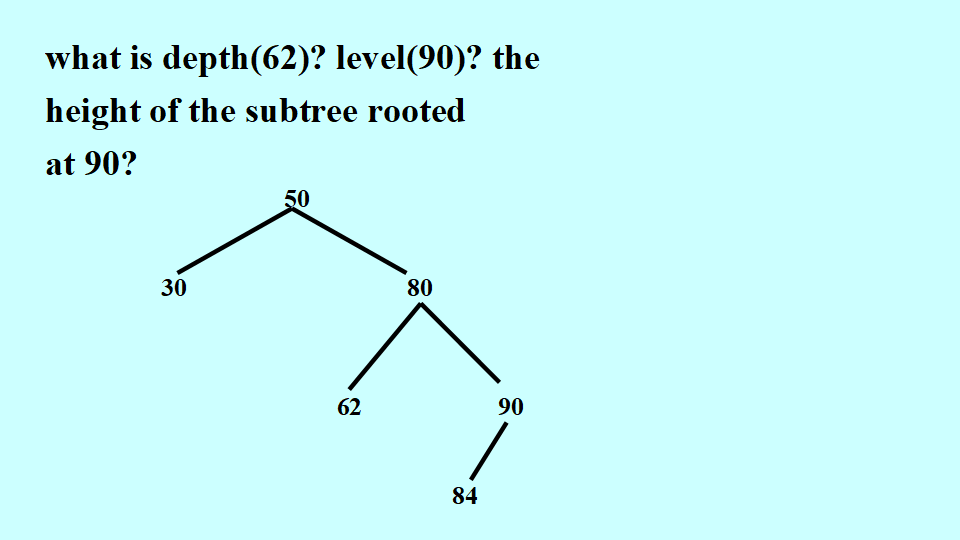 what is depth(62)? level(90)? the
height of the subtree rooted
at 90?
50
30
80
62
90
84